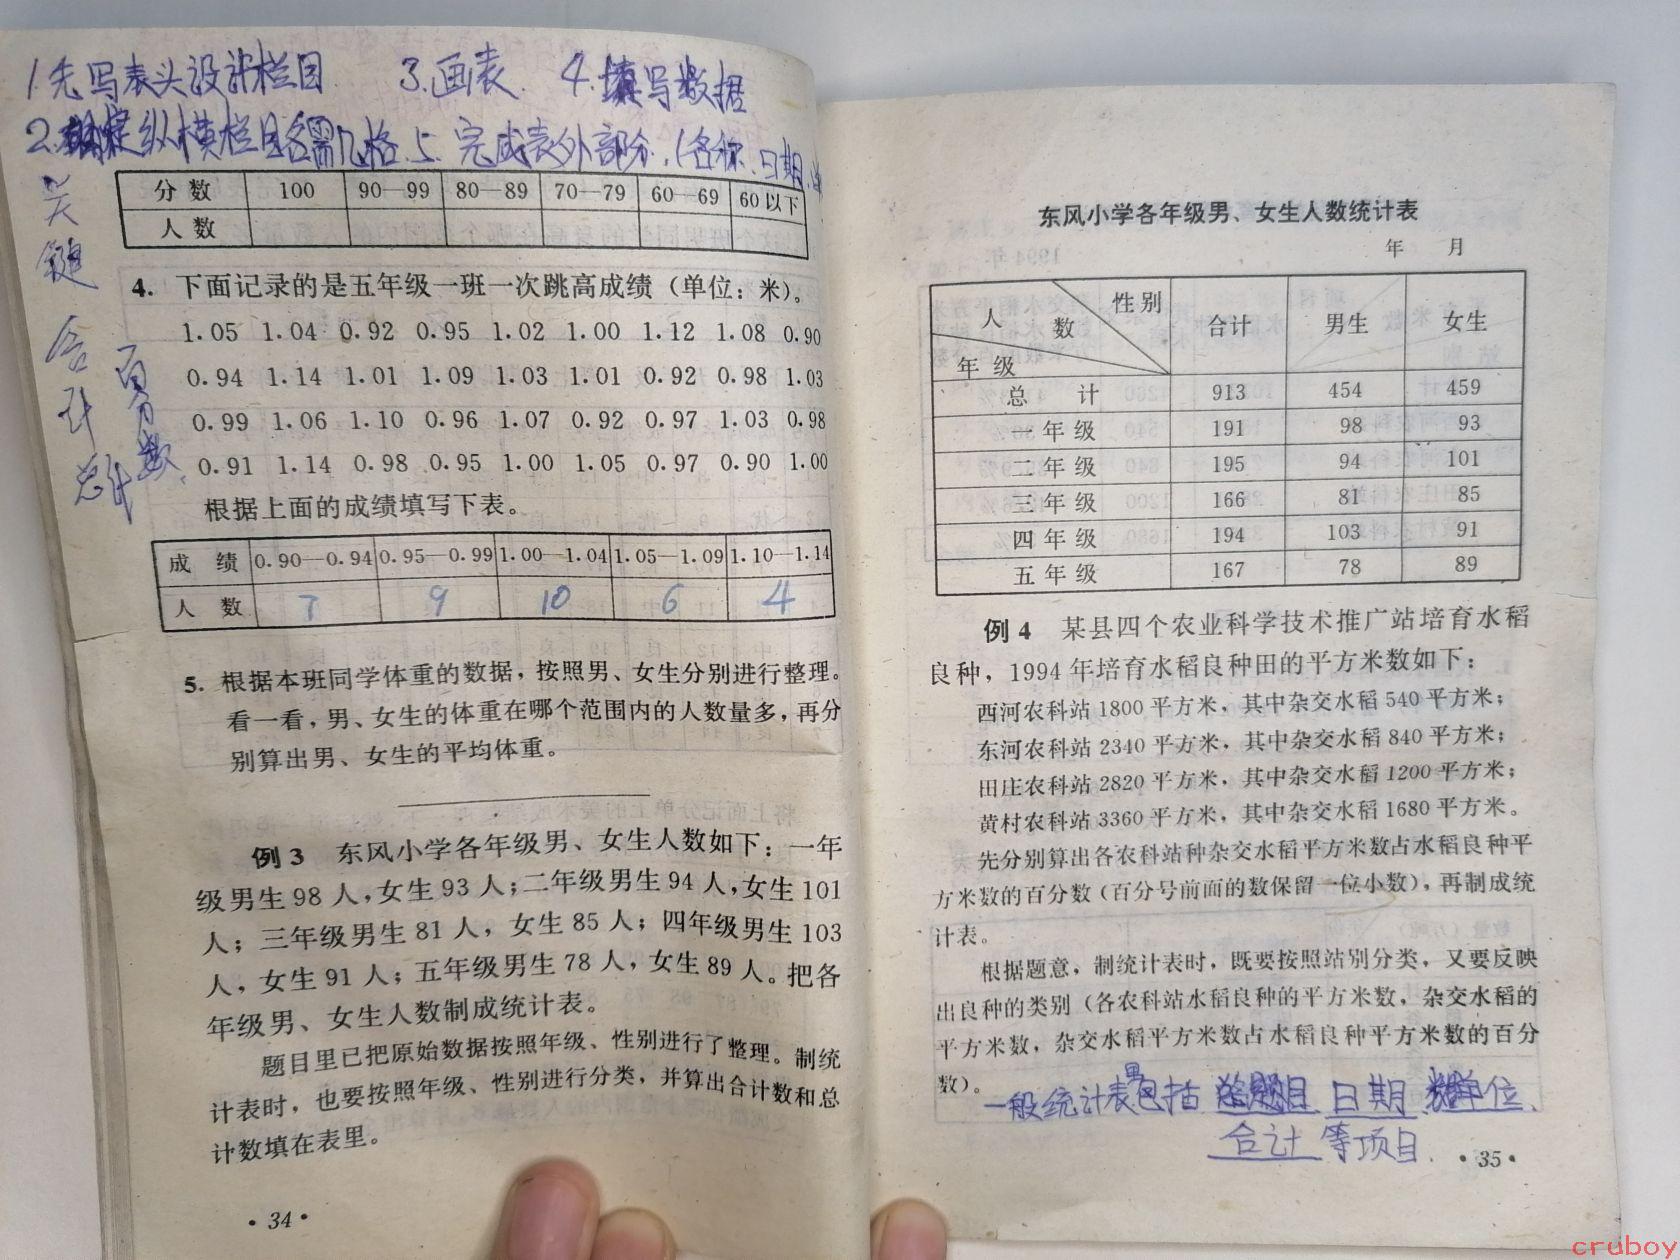 1.先写表头设计栏目 3.画表. 4.填写数据
2.确定纵横栏目各需几格. 5.完成表外部分.(名称、日期、
关键 合计 总计 百分数
分数 100 90—99 80—89 70—79 60—69 60以下
人数
4. 下面记录的是五年级一班一次跳高成绩（单位：米）。
1.05 1.04 0.92 0.95 1.02 1.00 1.12 1.08 0.90
0.94 1.14 1.01 1.09 1.03 1.01 0.92 0.98 1.03
0.99 1.06 1.10 0.96 1.07 0.92 0.97 1.03 0.98
0.91 1.14 0.98 0.95 1.00 1.05 0.97 0.90 1.00
根据上面的成绩填写下表。
成绩 0.90—0.94 0.95—0.99 1.00—1.04 1.05—1.09 1.10—1.14
人数 7 9 10 6 4
5. 根据本班同学体重的数据，按照男、女生分别进行整理。
看一看，男、女生的体重在哪个范围内的人数量多，再分
别算出男、女生的平均体重。
例3 东风小学各年级男、女生人数如下：一年
级男生98人，女生93人；二年级男生94人，女生101
人；三年级男生81人，女生85人；四年级男生103
人，女生91人；五年级男生78人，女生89人。把各
年级男、女生人数制成统计表。
题目里已把原始数据按照年级、性别进行了整理。制统
计表时，也要按照年级、性别进行分类，并算出合计数和总
计数填在表里。
·34·
东风小学各年级男、女生人数统计表
年 月
性别 人数 年级 合计 男生 女生
总计 913 454 459
一年级 191 98 93
二年级 195 94 101
三年级 166 81 85
四年级 194 103 91
五年级 167 78 89
例4 某县四个农业科学技术推广站培育水稻
良种，1994年培育水稻良种田的平方米数如下：
西河农科站1800平方米，其中杂交水稻540平方米；
东河农科站2340平方米，其中杂交水稻840平方米；
田庄农科站2820平方米，其中杂交水稻1200平方米；
黄村农科站3360平方米，其中杂交水稻1680平方米。
先分别算出各农科站种杂交水稻平方米数占水稻良种平
方米数的百分数（百分号前面的数保留一位小数），再制成统
计表。
根据题意，制统计表时，既要按照站别分类，又要反映
出良种的类别（各农科站水稻良种的平方米数，杂交水稻的
平方米数，杂交水稻平方米数占水稻良种平方米数的百分
数）。
一般统计表包括 题目 日期 单位、
合计 等项目.
·35·
cruboy